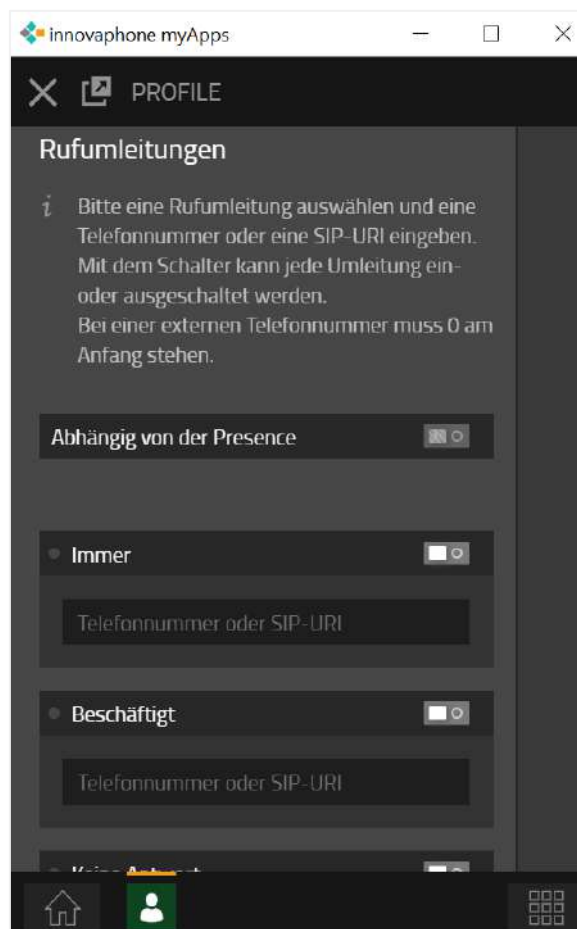 innovaphone myApps
PROFILE
Rufumleitungen
Bitte eine Rufumleitung auswählen und eine
Telefonnummer oder eine SIP-URI eingeben.
Mit dem Schalter kann jede Umleitung ein-
oder ausgeschaltet werden.
Bei einer externen Telefonnummer muss 0 am
Anfang stehen.
Abhängig von der Presence
Immer
Telefonnummer oder SIP-URI
Beschäftigt
Telefonnummer oder SIP-URI
Keine Antwort